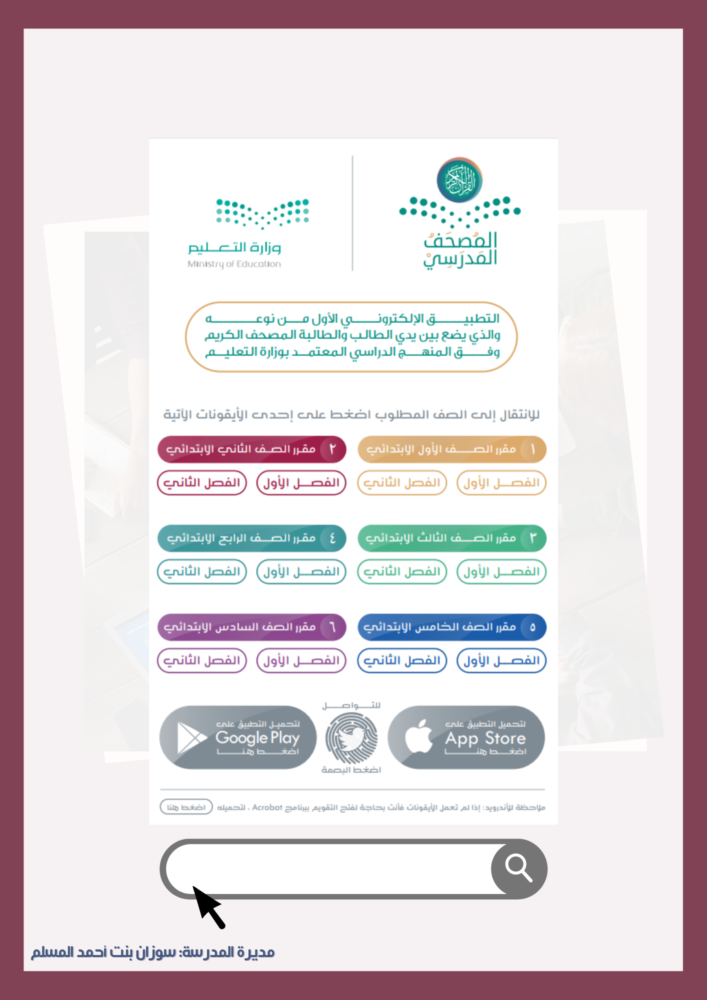 القرآن الكريم
المُصحَفُ
المَدرَسِيْ
وزارة التعليم
Ministry of Education
التطبيق الإلكتروني الأول من نوعه
والذي يضع بين يدي الطالب والطالبة المصحف الكريم
وفق المنهج الدراسي المعتمد بوزارة التعليم
للإنتقال إلى الصف المطلوب اضغط على إحدى الأيقونات الآتية
١ مقرر الصف الأول الابتدائي
٢ مقرر الصف الثاني الابتدائي
الفصل الأول
الفصل الثاني
الفصل الأول
الفصل الثاني
٣ مقرر الصف الثالث الابتدائي
٤ مقرر الصف الرابع الابتدائي
الفصل الأول
الفصل الثاني
الفصل الأول
الفصل الثاني
٥ مقرر الصف الخامس الابتدائي
٦ مقرر الصف السادس الابتدائي
الفصل الأول
الفصل الثاني
الفصل الأول
الفصل الثاني
لتحميل التطبيق على
App Store
اضغط هنا
للتواصل
اضغط البصمة
لتحميل التطبيق على
Google Play
اضغط هنا
ملاحظة للأندرويد: إذا لم تعمل الأيقونات فأنت بحاجة لفتح التقويم ببرنامج Acrobat ، لتحميله اضغط هنا
مديرة المدرسة: سوزان بنت أحمد المسلم